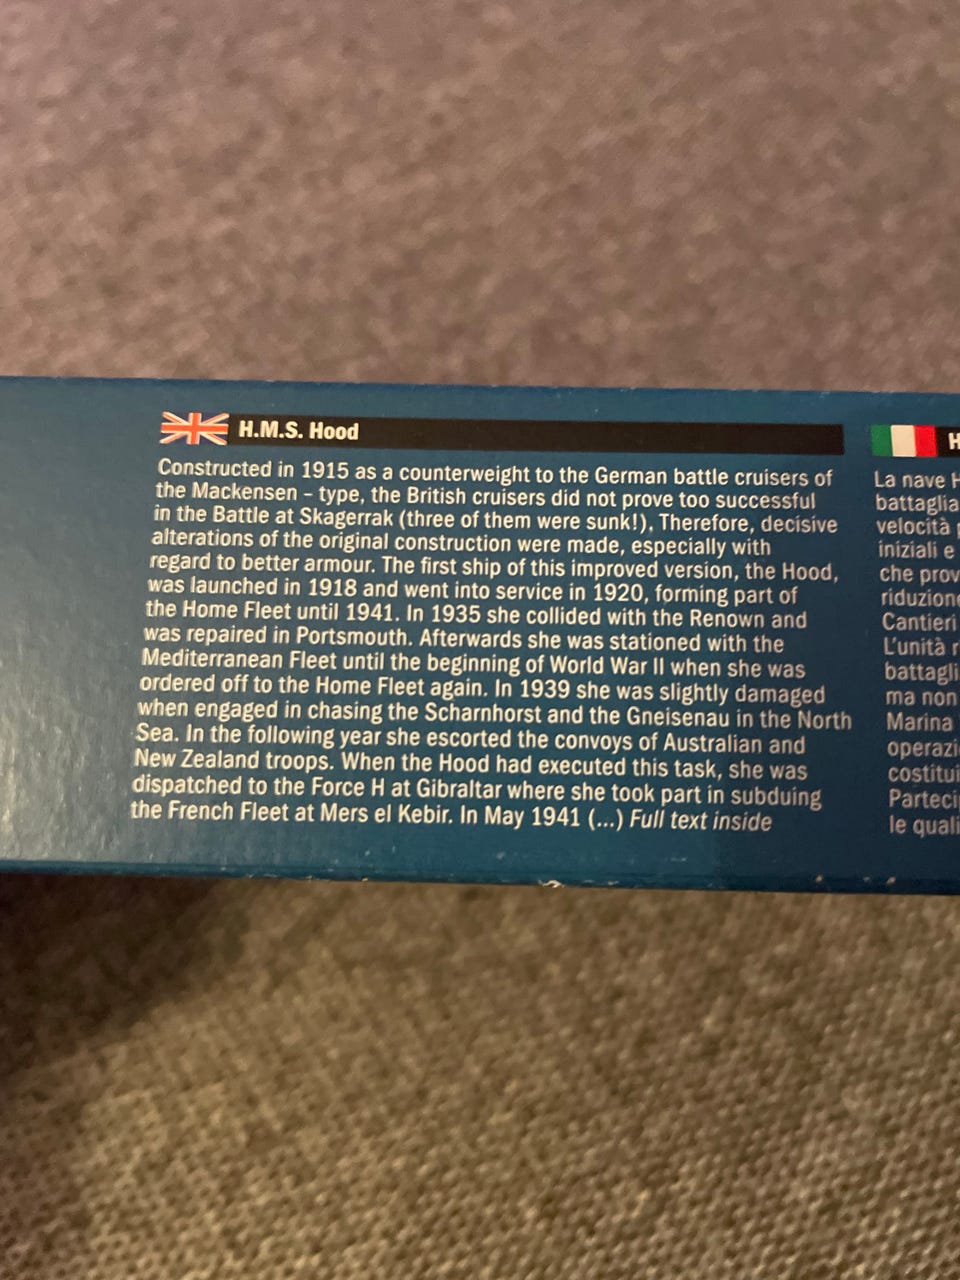 H.M.S. Hood
Constructed in 1915 as a counterweight to the German battle cruisers of
the Mackensen – type, the British cruisers did not prove too successful
in the Battle at Skagerrak (three of them were sunk!). Therefore, decisive
alterations of the original construction were made, especially with
regard to better armour. The first ship of this improved version, the Hood,
was launched in 1918 and went into service in 1920, forming part of
the Home Fleet until 1941. In 1935 she collided with the Renown and
was repaired in Portsmouth. Afterwards she was stationed with the
Mediterranean Fleet until the beginning of World War II when she was
ordered off to the Home Fleet again. In 1939 she was slightly damaged
when engaged in chasing the Scharnhorst and the Gneisenau in the North
Sea. In the following year she escorted the convoys of Australian and
New Zealand troops. When the Hood had executed this task, she was
dispatched to the Force H at Gibraltar where she took part in subduing
the French Fleet at Mers el Kebir. In May 1941 (...) Full text inside
H
La nave H
battaglia
velocità
iniziali e
che prov
riduzione
Cantieri
L'unità r
battagli
ma non
Marina
operazi
costitui
Parteci
le quali